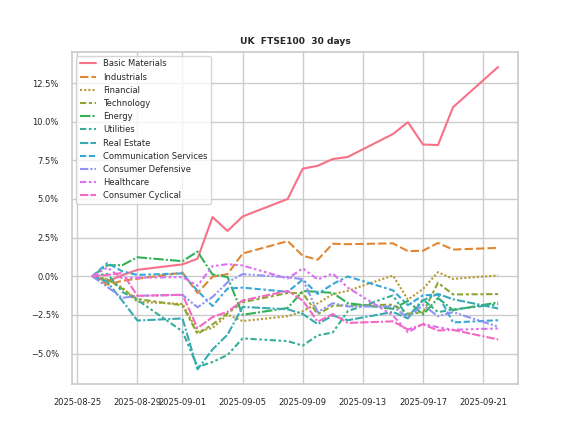 UK  FTSE100  30 days
Basic Materials
Industrials
Financial
Technology
Energy
Utilities
Real Estate
Communication Services
Consumer Defensive
Healthcare
Consumer Cyclical
12.5%
10.0%
7.5%
5.0%
2.5%
0.0%
−2.5%
−5.0%
2025-08-25 2025-08-29 2025-09-01 2025-09-05 2025-09-09 2025-09-13 2025-09-17 2025-09-21